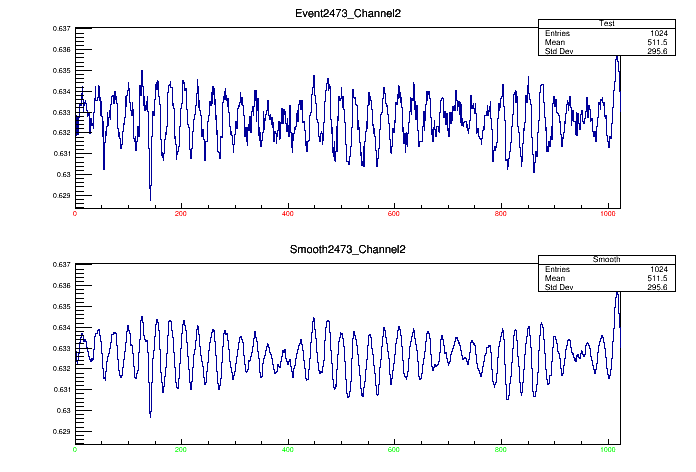 Event2473_Channel2
Test
Entries 1024
Mean 511.5
Std Dev 295.6
0.637
0.636
0.635
0.634
0.633
0.632
0.631
0.63
0.629
0 200 400 600 800 1000
Smooth2473_Channel2
Smooth
Entries 1024
Mean 511.5
Std Dev 295.6
0.637
0.636
0.635
0.634
0.633
0.632
0.631
0.63
0.629
0 200 400 600 800 1000